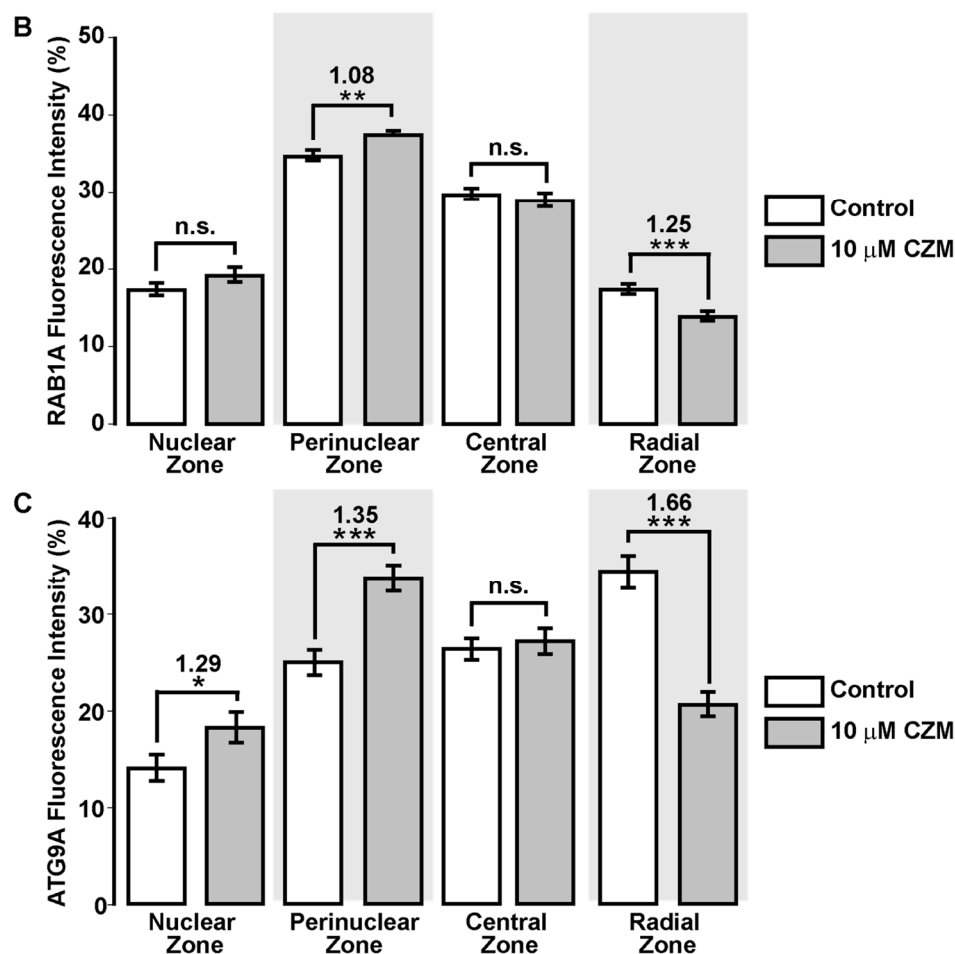 B
RAB1A Fluorescence Intensity (%)
50
40
30
20
10
0
n.s.
1.08
**
n.s.
1.25
***
Nuclear
Zone
Perinuclear
Zone
Central
Zone
Radial
Zone
Control
10 μM CZM
C
ATG9A Fluorescence Intensity (%)
40
30
20
10
0
1.29
*
1.35
***
n.s.
1.66
***
Nuclear
Zone
Perinuclear
Zone
Central
Zone
Radial
Zone
Control
10 μM CZM